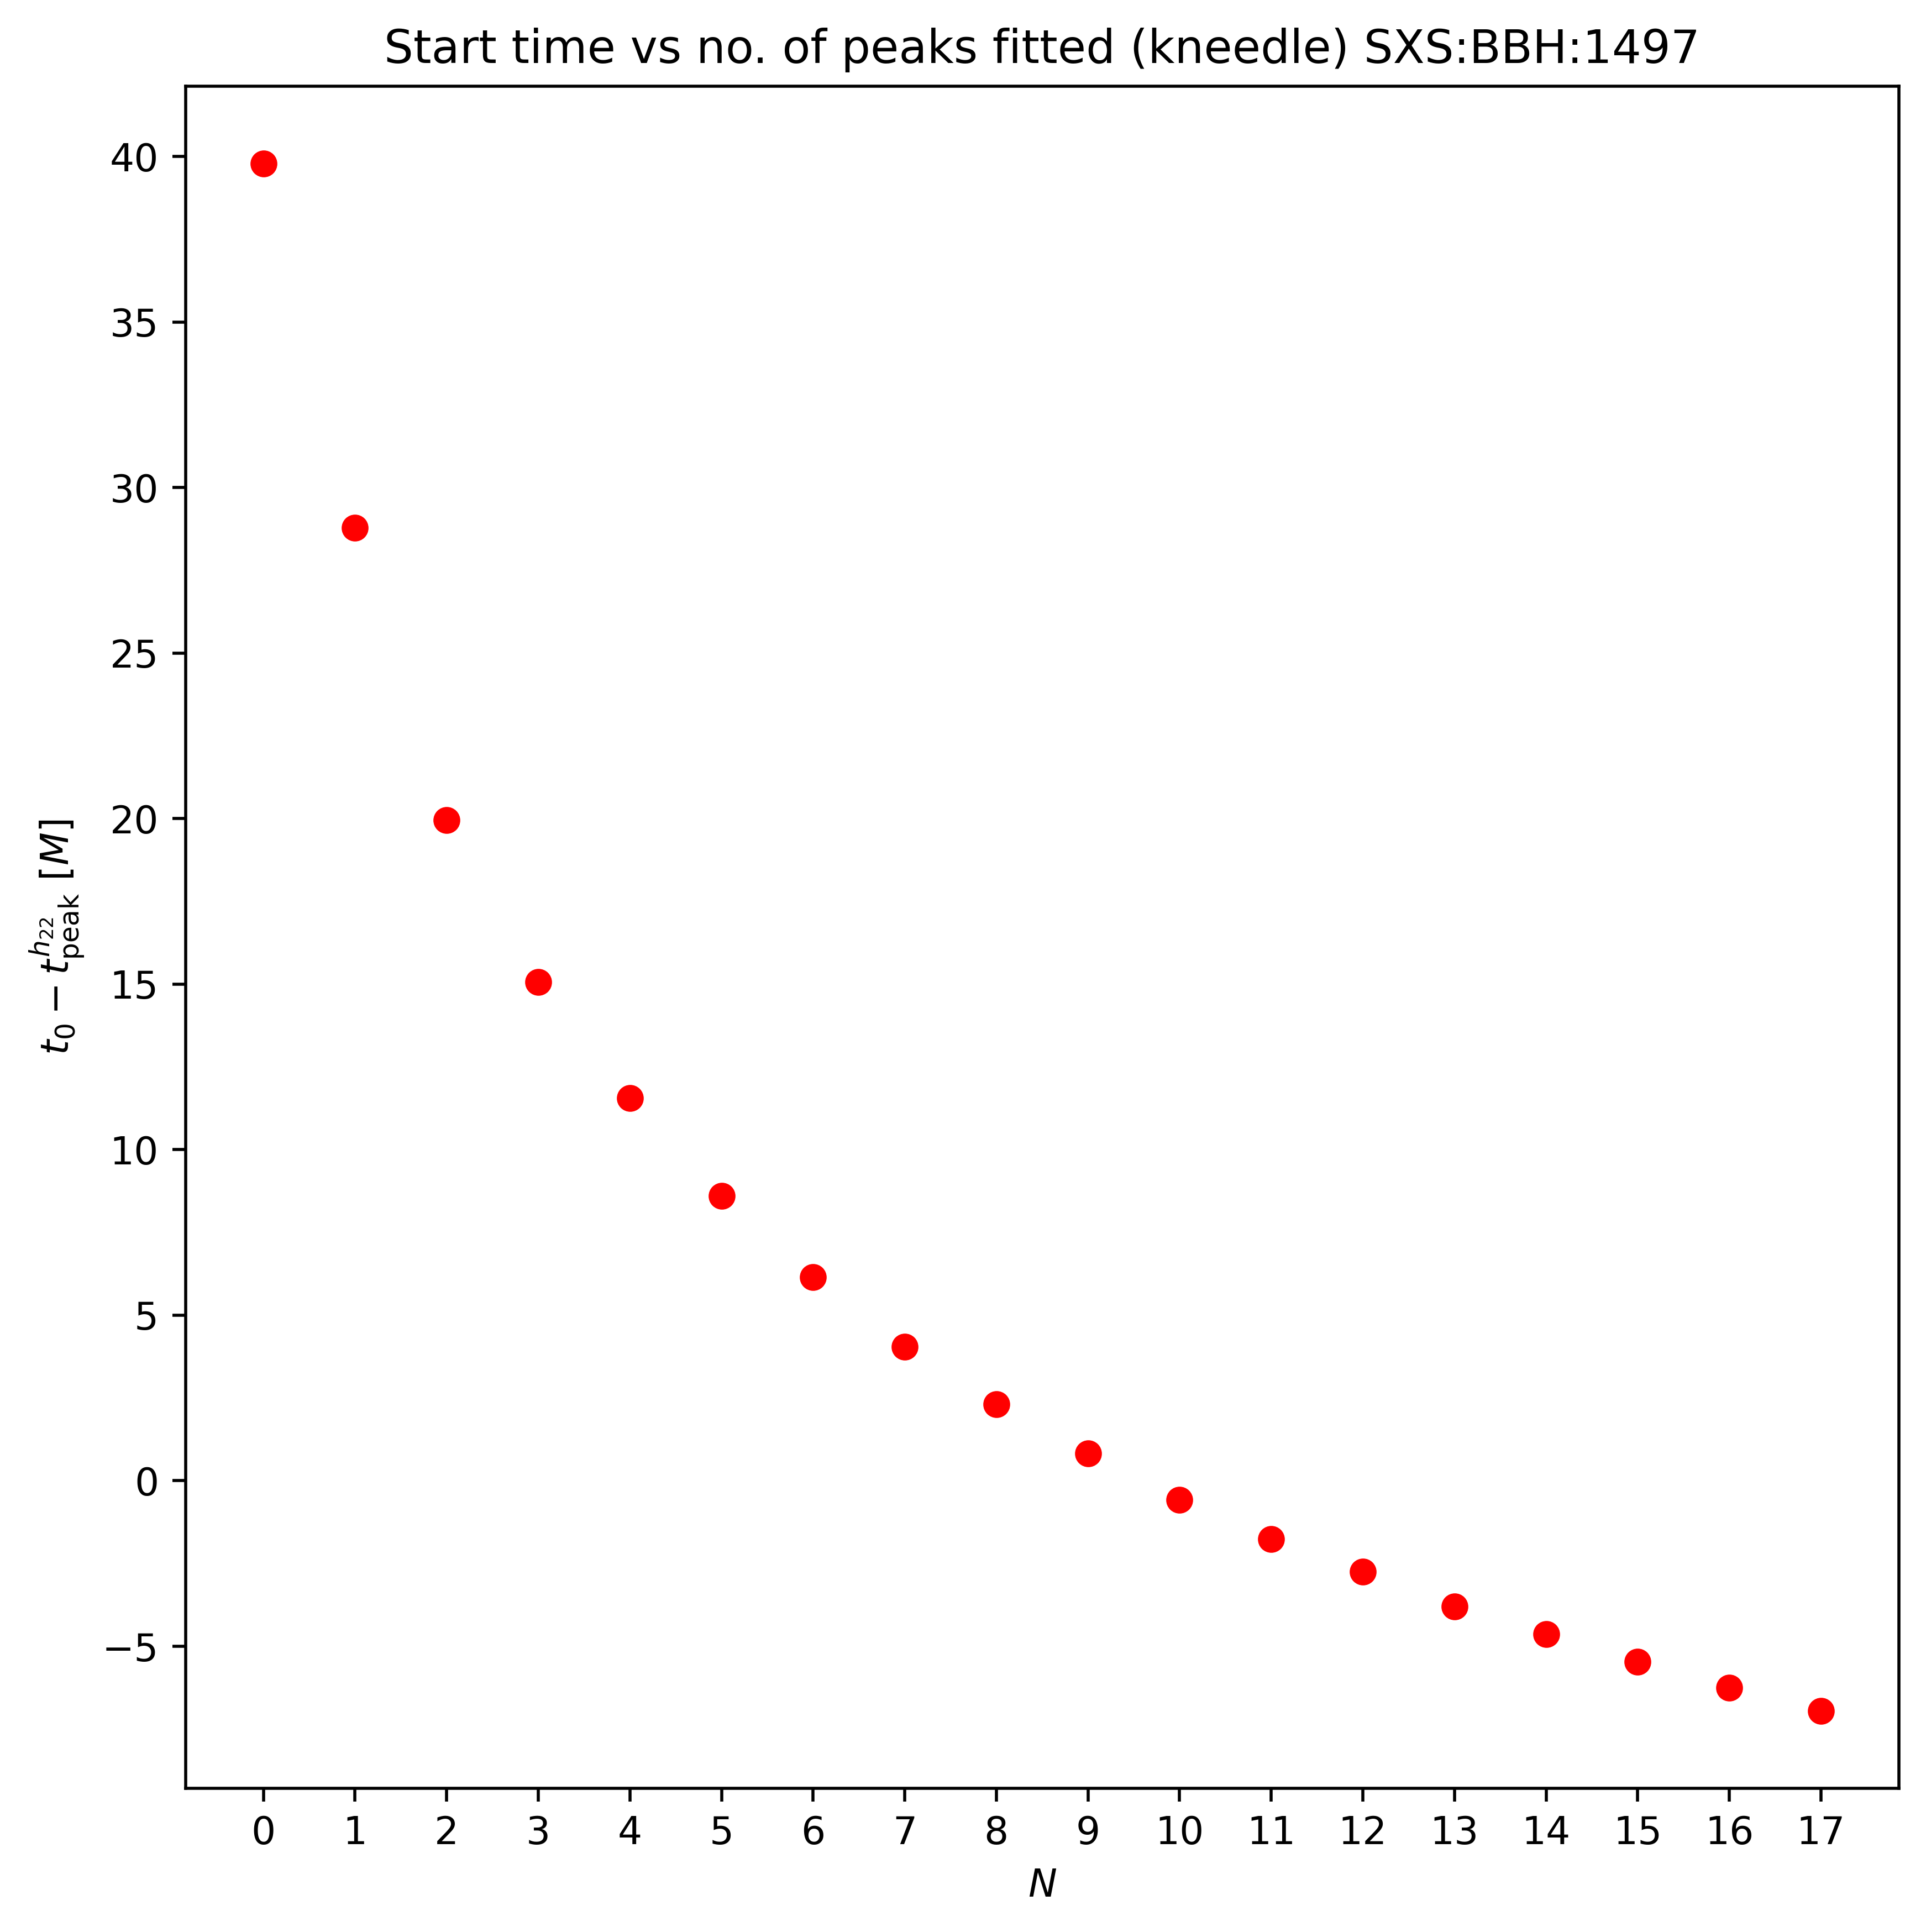 Start time vs no. of peaks fitted (kneedle) SXS:BBH:1497
40
35
30
25
20
15
10
5
0
−5
t₀ − t_peak^h₂₂ [M]
0 1 2 3 4 5 6 7 8 9 10 11 12 13 14 15 16 17
N